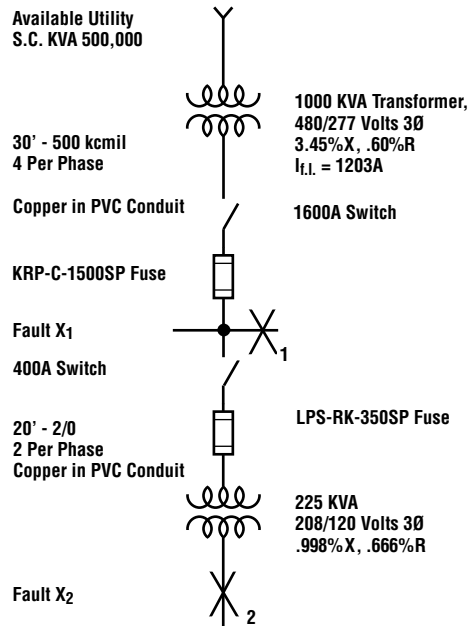 Available Utility
S.C. KVA 500,000
1000 KVA Transformer,
480/277 Volts 3Ø
3.45%X, .60%R
If.l. = 1203A
30' - 500 kcmil
4 Per Phase
Copper in PVC Conduit
1600A Switch
KRP-C-1500SP Fuse
Fault X1
1
400A Switch
LPS-RK-350SP Fuse
20' - 2/0
2 Per Phase
Copper in PVC Conduit
225 KVA
208/120 Volts 3Ø
.998%X, .666%R
Fault X2
2